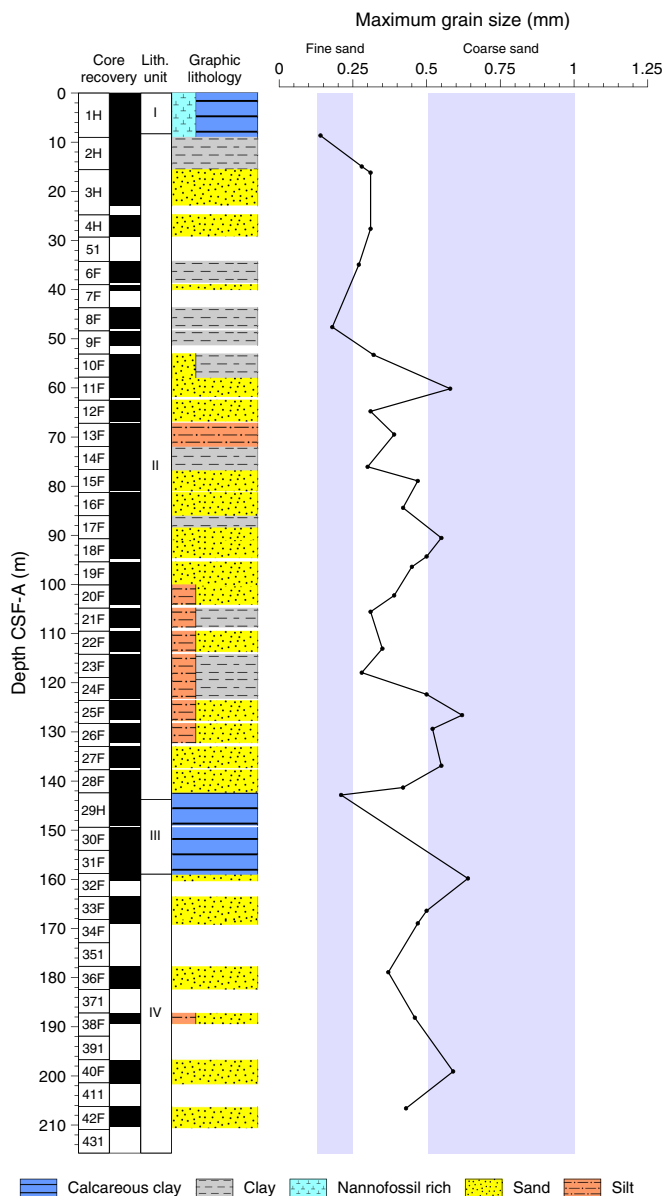 Maximum grain size (mm)
Fine sand Coarse sand
0 0.25 0.5 0.75 1 1.25
Core recovery
Lith. unit
Graphic lithology
Depth CSF-A (m)
0
10
20
30
40
50
60
70
80
90
100
110
120
130
140
150
160
170
180
190
200
210
1H
2H
3H
4H
51
6F
7F
8F
9F
10F
11F
12F
13F
14F
15F
16F
17F
18F
19F
20F
21F
22F
23F
24F
25F
26F
27F
28F
29H
30F
31F
32F
33F
34F
351
36F
371
38F
391
40F
411
42F
431
I
II
III
IV
Calcareous clay Clay Nannofossil rich Sand Silt